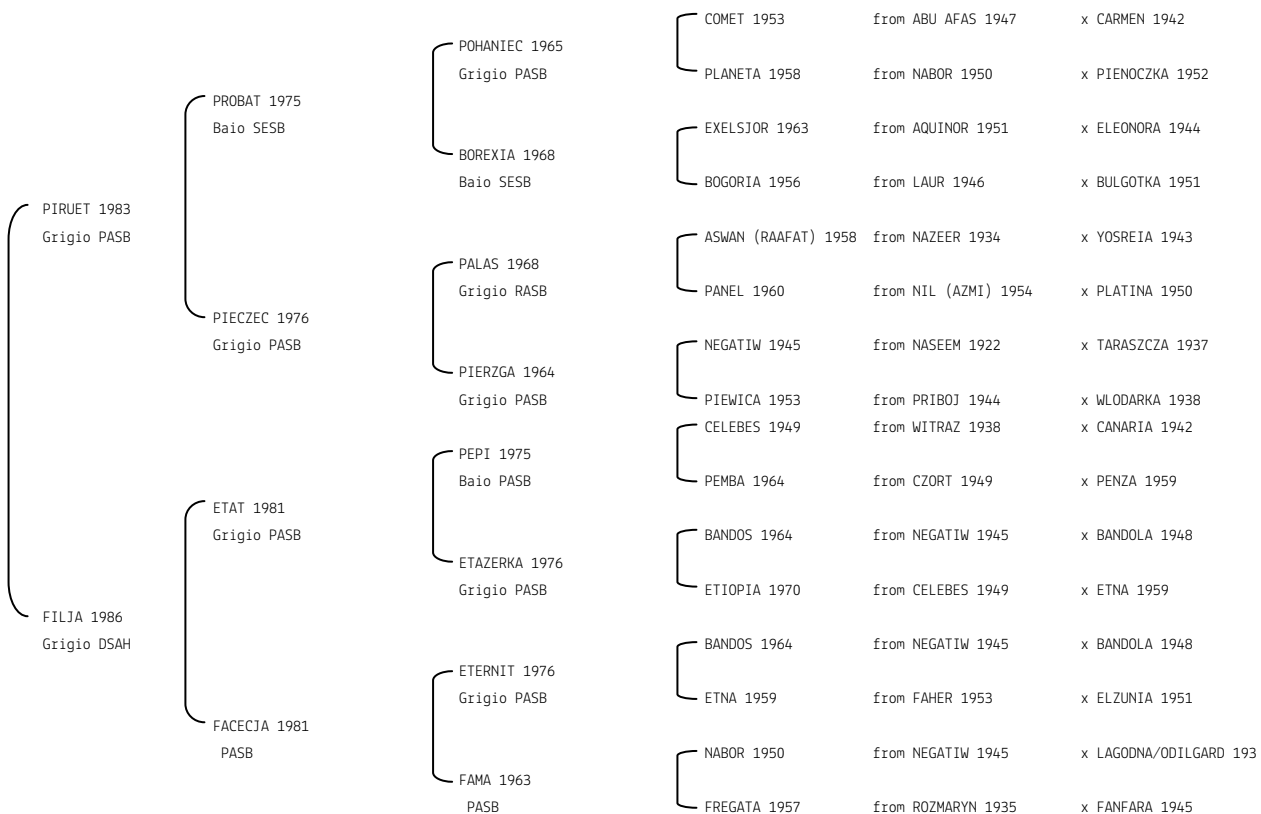 COMET 1953 from ABU AFAS 1947 x CARMEN 1942
POHANIEC 1965
Grigio PASB PLANETA 1958 from NABOR 1950 x PIENOCZKA 1952
PROBAT 1975
Baio SESB EXELSJOR 1963 from AQUINOR 1951 x ELEONORA 1944
BOREXIA 1968
Baio SESB BOGORIA 1956 from LAUR 1946 x BULGOTKA 1951
PIRUET 1983
Grigio PASB ASWAN (RAAFAT) 1958 from NAZEER 1934 x YOSREIA 1943
PALAS 1968
Grigio RASB PANEL 1960 from NIL (AZMI) 1954 x PLATINA 1950
PIECZEC 1976
Grigio PASB NEGATIW 1945 from NASEEM 1922 x TARASZCZA 1937
PIERZGA 1964
Grigio PASB PIEWICA 1953 from PRIBOJ 1944 x WLODARKA 1938
CELEBES 1949 from WITRAZ 1938 x CANARIA 1942
PEPI 1975
Baio PASB PEMBA 1964 from CZORT 1949 x PENZA 1959
ETAT 1981
Grigio PASB BANDOS 1964 from NEGATIW 1945 x BANDOLA 1948
ETAZERKA 1976
Grigio PASB ETIOPIA 1970 from CELEBES 1949 x ETNA 1959
FILJA 1986
Grigio DSAH BANDOS 1964 from NEGATIW 1945 x BANDOLA 1948
ETERNIT 1976
Grigio PASB ETNA 1959 from FAHER 1953 x ELZUNIA 1951
FACECJA 1981
PASB NABOR 1950 from NEGATIW 1945 x LAGODNA/ODILGARD 193
FAMA 1963
PASB FREGATA 1957 from ROZMARYN 1935 x FANFARA 1945